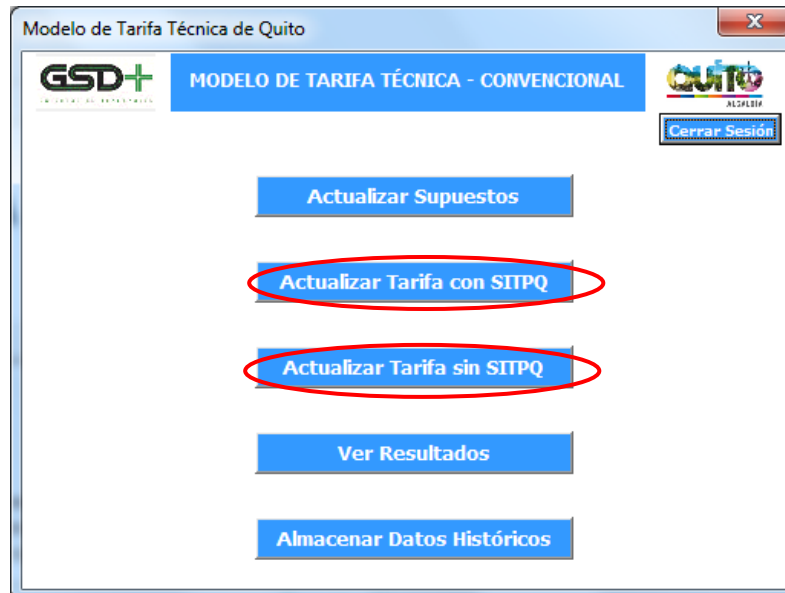 Modelo de Tarifa Técnica de Quito
GSD+
MODELO DE TARIFA TÉCNICA - CONVENCIONAL
QUITO
ALCALDÍA
Cerrar Sesión
Actualizar Supuestos
Actualizar Tarifa con SITPQ
Actualizar Tarifa sin SITPQ
Ver Resultados
Almacenar Datos Históricos